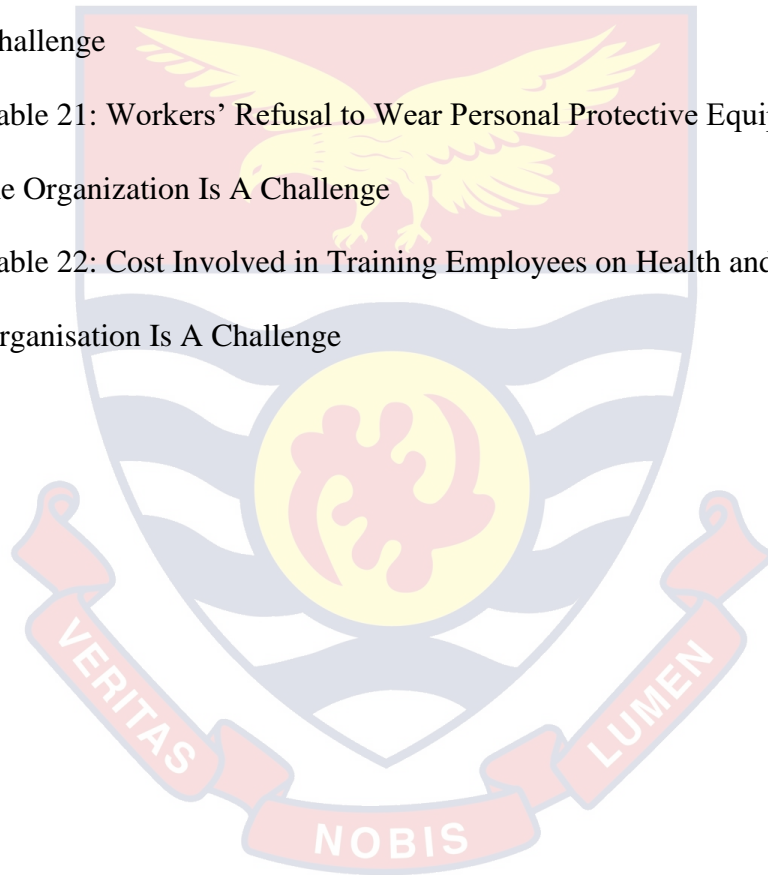 hallenge
able 21: Workers’ Refusal to Wear Personal Protective Equip
e Organization Is A Challenge
able 22: Cost Involved in Training Employees on Health and
rganisation Is A Challenge
VERITAS
NOBIS
LUMEN